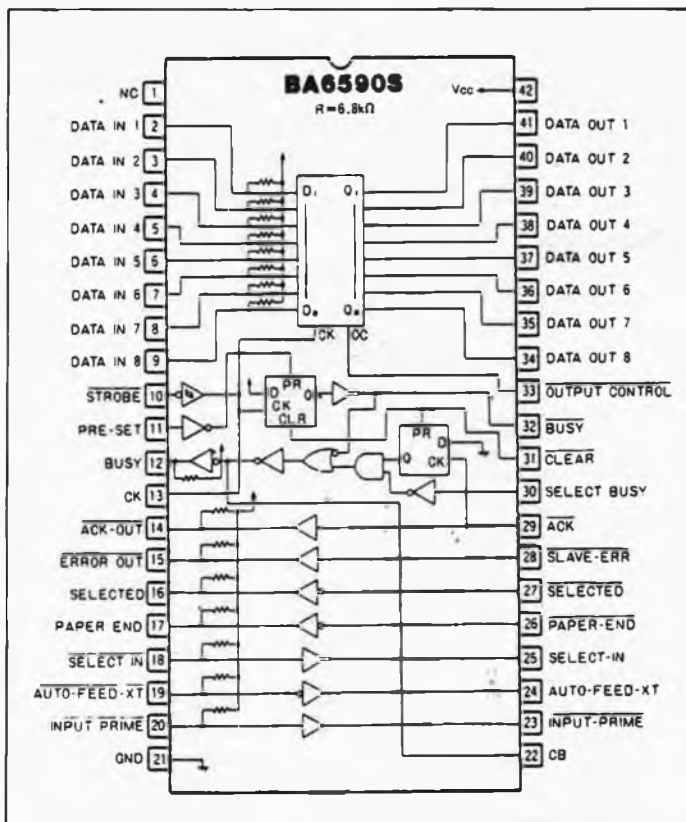 BA6590S
R=6.8kΩ
NC 1
DATA IN 1 2
DATA IN 2 3
DATA IN 3 4
DATA IN 4 5
DATA IN 5 6
DATA IN 6 7
DATA IN 7 8
DATA IN 8 9
STROBE 10
PRE-SET 11
BUSY 12
CK 13
ACK-OUT 14
ERROR OUT 15
SELECTED 16
PAPER END 17
SELECT IN 18
AUTO-FEED-XT 19
INPUT PRIME 20
GND 21
Vcc 42
41 DATA OUT 1
40 DATA OUT 2
39 DATA OUT 3
38 DATA OUT 4
37 DATA OUT 5
36 DATA OUT 6
35 DATA OUT 7
34 DATA OUT 8
33 OUTPUT CONTROL
32 BUSY
31 CLEAR
30 SELECT BUSY
29 ACK
28 SLAVE-ERR
27 SELECTED
26 PAPER-END
25 SELECT-IN
24 AUTO-FEED-XT
23 INPUT-PRIME
22 CB
D1 Q1
CK OC
PR
D Q
CK
CLR
PR
D
Q
CK